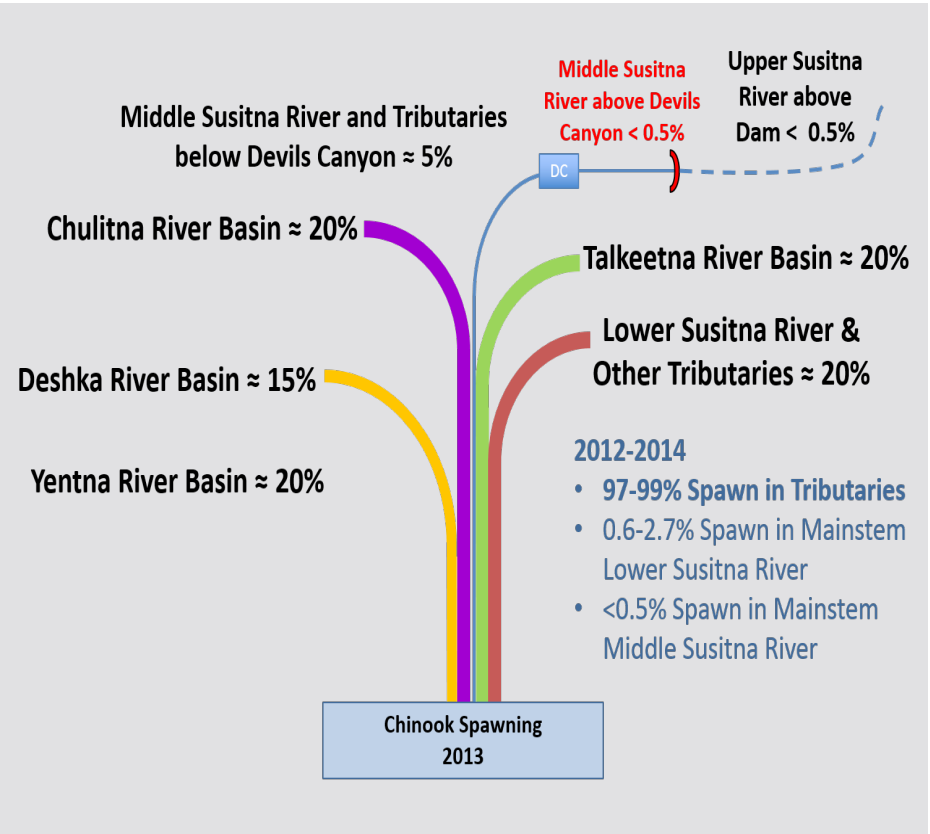 Middle Susitna
River above Devils
Canyon < 0.5%
Upper Susitna
River above
Dam < 0.5%
Middle Susitna River and Tributaries
below Devils Canyon ≈ 5%
DC
Chulitna River Basin ≈ 20%
Talkeetna River Basin ≈ 20%
Lower Susitna River &
Other Tributaries ≈ 20%
Deshka River Basin ≈ 15%
Yentna River Basin ≈ 20%
2012-2014
• 97-99% Spawn in Tributaries
• 0.6-2.7% Spawn in Mainstem
Lower Susitna River
• <0.5% Spawn in Mainstem
Middle Susitna River
Chinook Spawning
2013